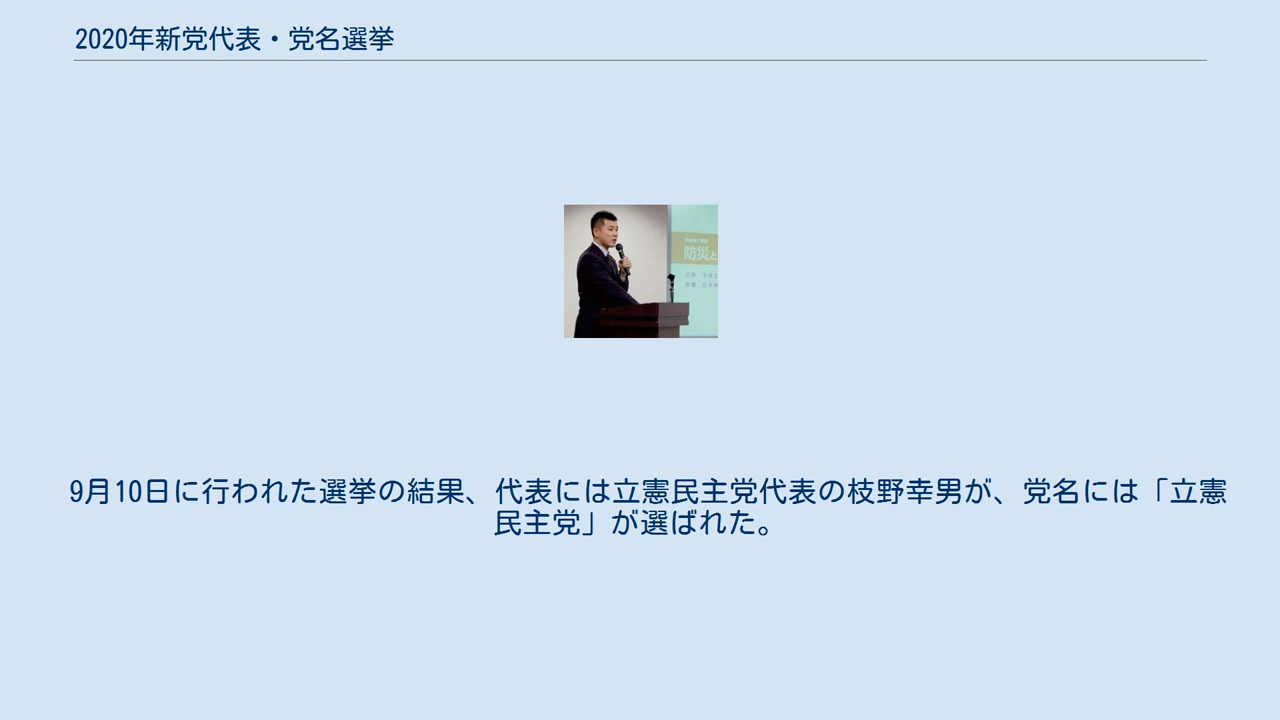 2020年新党代表・党名選挙
防災と
9月10日に行われた選挙の結果、代表には立憲民主党代表の枝野幸男が、党名には「立憲
民主党」が選ばれた。